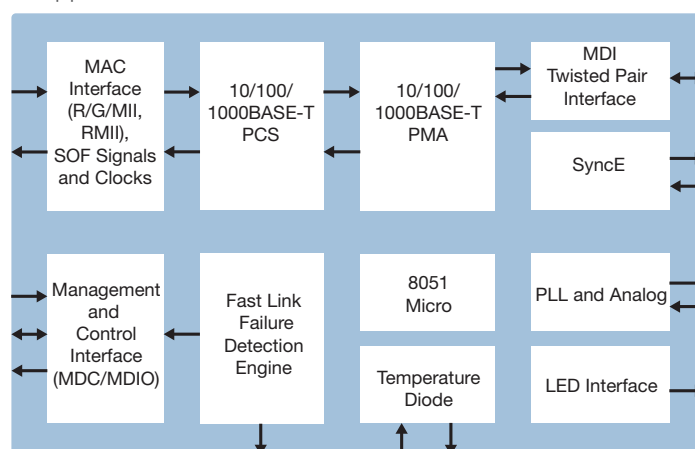 MAC
Interface
(R/G/MII,
RMII),
SOF Signals
and Clocks
10/100/
1000BASE-T
PCS
10/100/
1000BASE-T
PMA
MDI
Twisted Pair
Interface
SyncE
Management
and
Control
Interface
(MDC/MDIO)
Fast Link
Failure
Detection
Engine
8051
Micro
Temperature
Diode
PLL and Analog
LED Interface